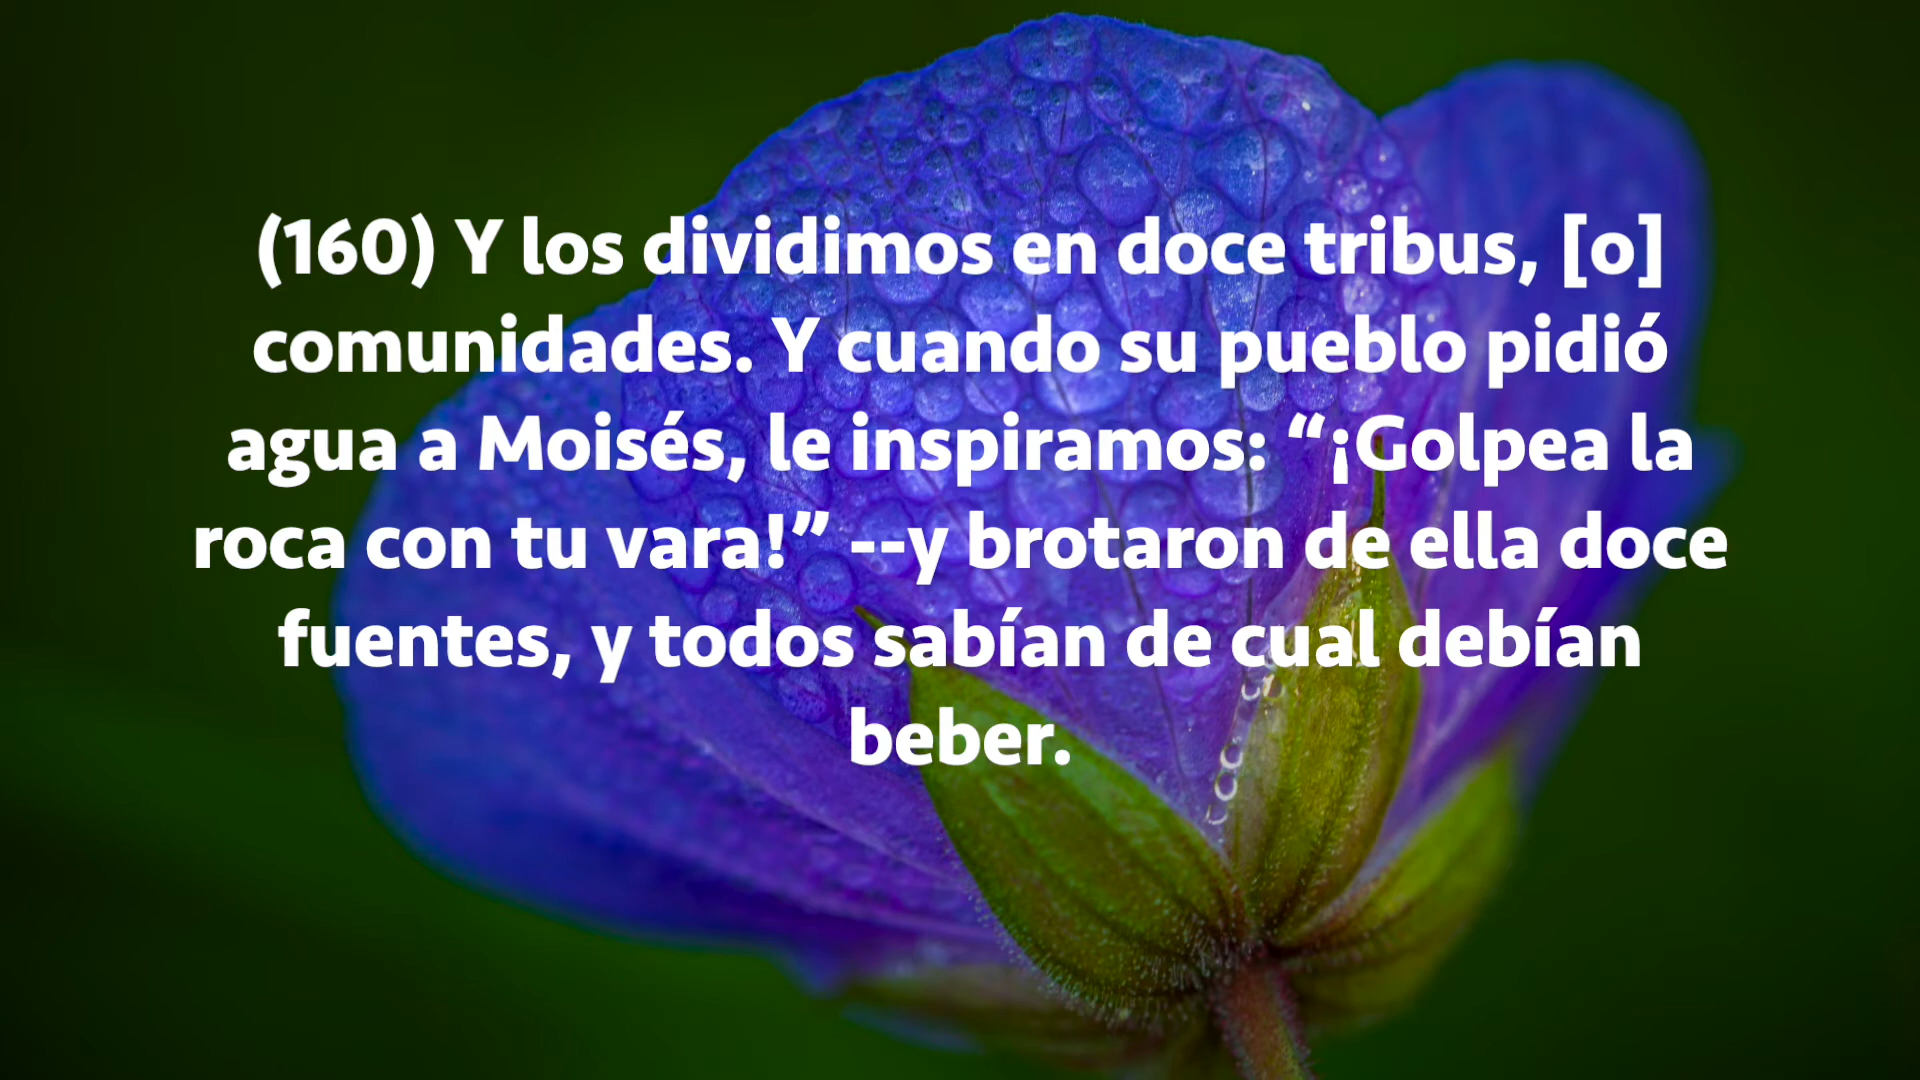 (160) Y los dividimos en doce tribus, [o]
comunidades. Y cuando su pueblo pidió
agua a Moisés, le inspiramos: “¡Golpea la
roca con tu vara!” --y brotaron de ella doce
fuentes, y todos sabían de cual debían
beber.